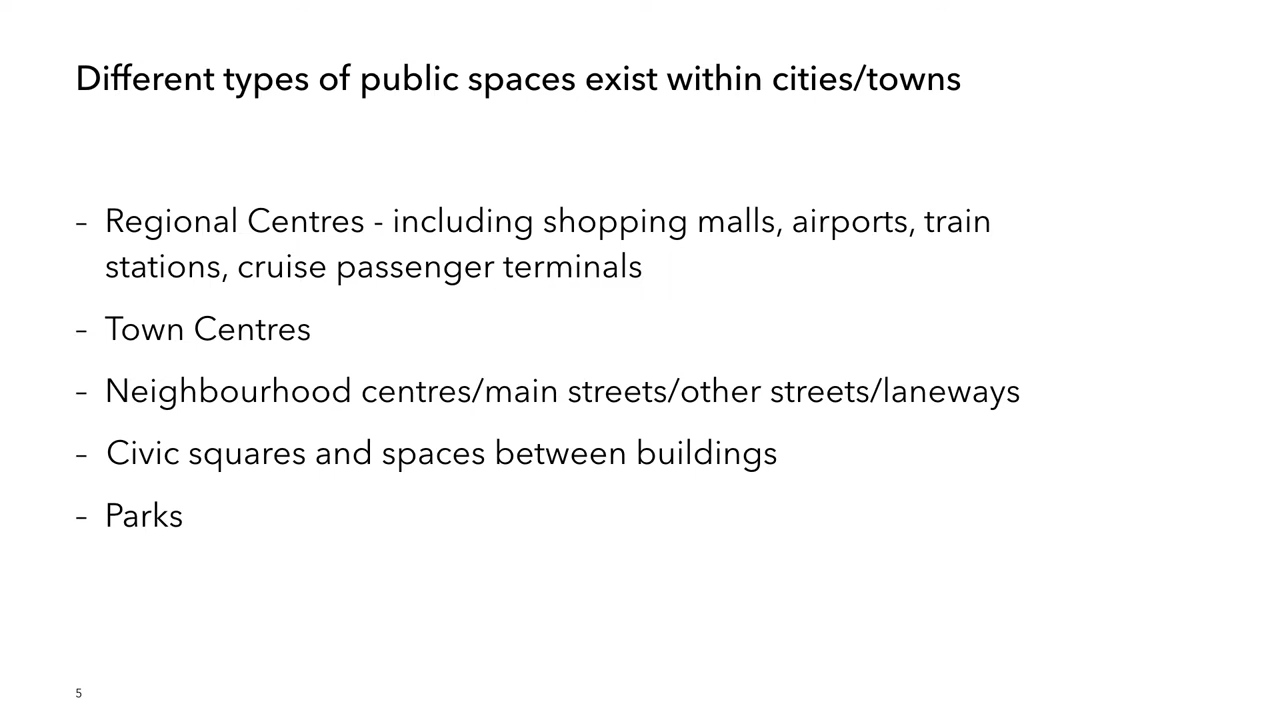 Different types of public spaces exist within cities/towns
– Regional Centres - including shopping malls, airports, train
stations, cruise passenger terminals
– Town Centres
– Neighbourhood centres/main streets/other streets/laneways
– Civic squares and spaces between buildings
– Parks
5